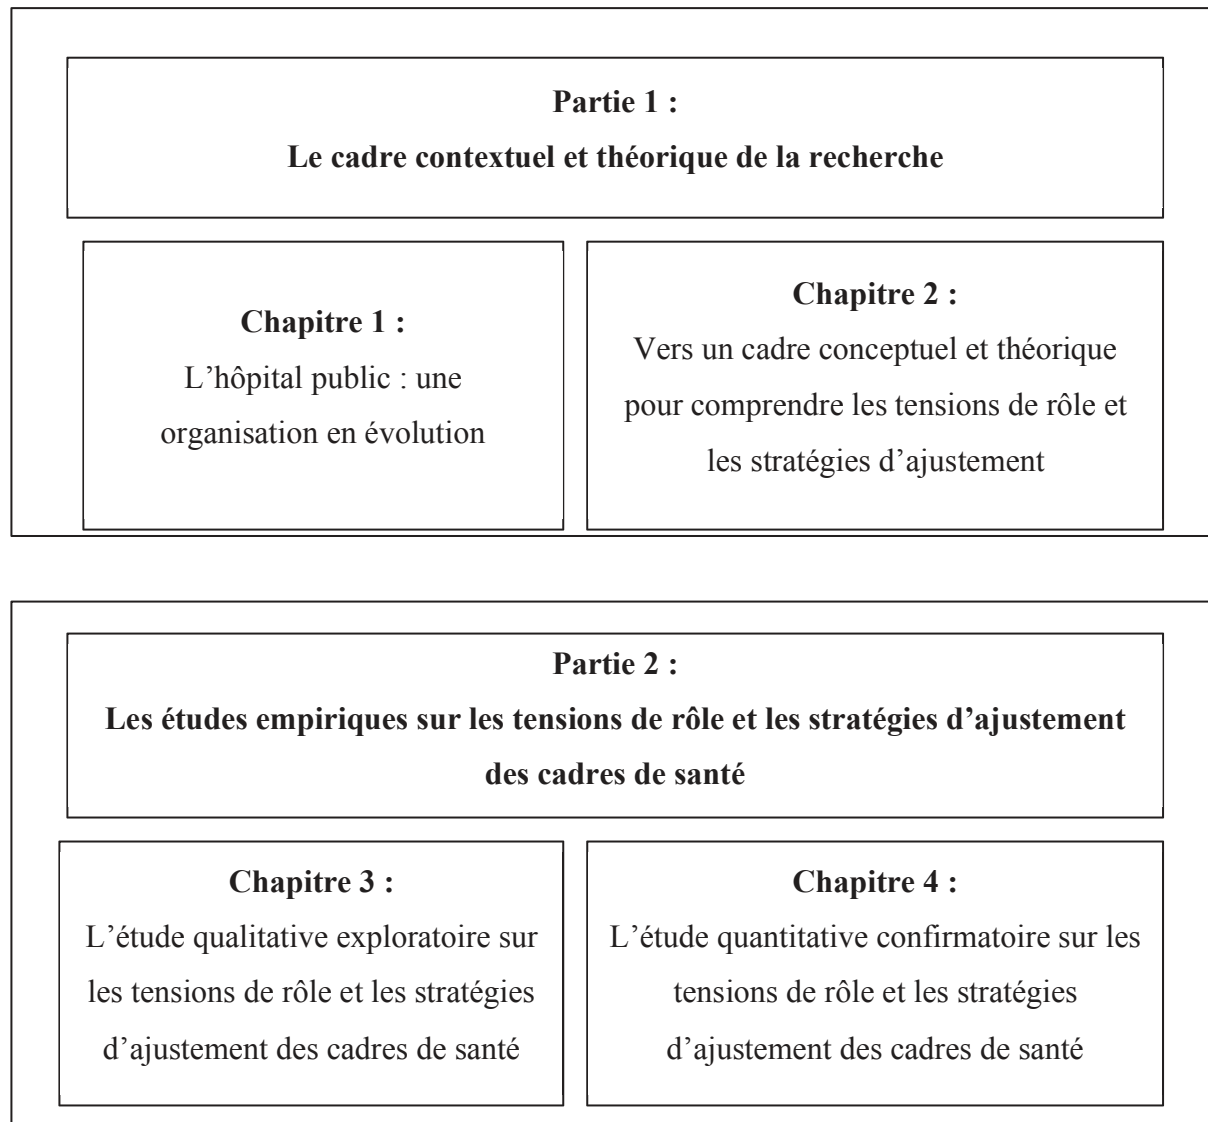 Partie 1 :
Le cadre contextuel et théorique de la recherche
Chapitre 1 :
L’hôpital public : une
organisation en évolution
Chapitre 2 :
Vers un cadre conceptuel et théorique
pour comprendre les tensions de rôle et
les stratégies d’ajustement
Partie 2 :
Les études empiriques sur les tensions de rôle et les stratégies d’ajustement
des cadres de santé
Chapitre 3 :
L’étude qualitative exploratoire sur
les tensions de rôle et les stratégies
d’ajustement des cadres de santé
Chapitre 4 :
L’étude quantitative confirmatoire sur les
tensions de rôle et les stratégies
d’ajustement des cadres de santé